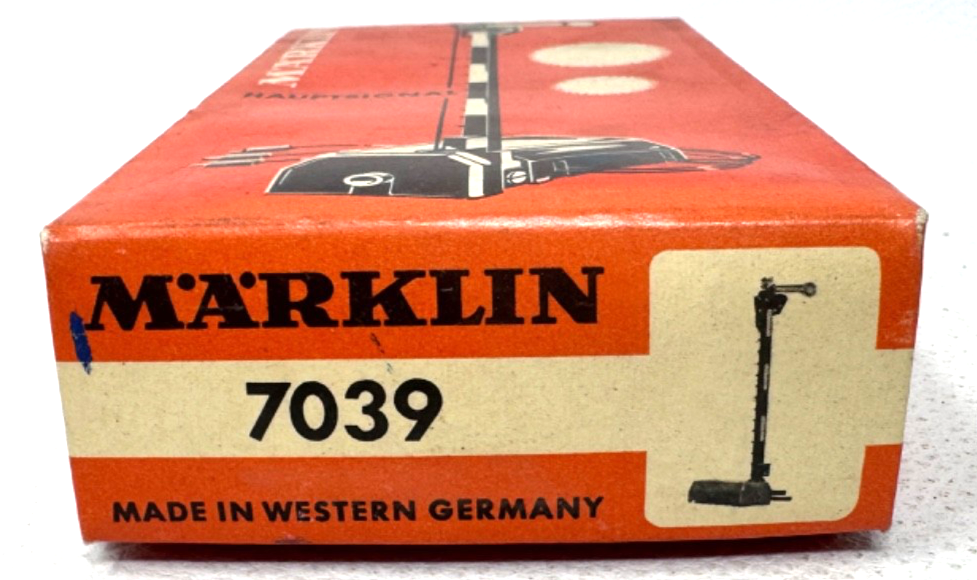 MÄRKLIN
HAUPTSIGNAL
MÄRKLIN
7039
MADE IN WESTERN GERMANY